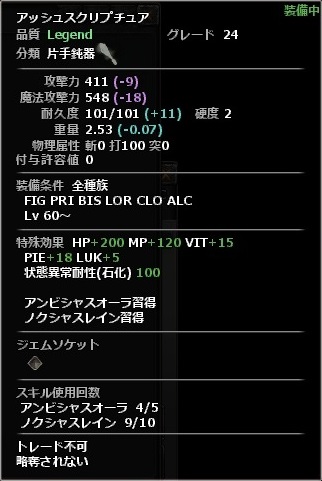 アッシュスクリプチュア 装備中
品質 Legend グレード 24
分類 片手鈍器
攻撃力 411 (-9)
魔法攻撃力 548 (-18)
耐久度 101/101 (+11) 硬度 2
重量 2.53 (-0.07)
物理属性 斬0 打100 突0
付与許容値 0
装備条件 全種族
FIG PRI BIS LOR CLO ALC
Lv 60～
特殊効果 HP+200 MP+120 VIT+15
PIE+18 LUK+5
状態異常耐性(石化) 100
アンビシャスオーラ習得
ノクシャスレイン習得
ジェムソケット
スキル使用回数
アンビシャスオーラ 4/5
ノクシャスレイン 9/10
トレード不可
略奪されない